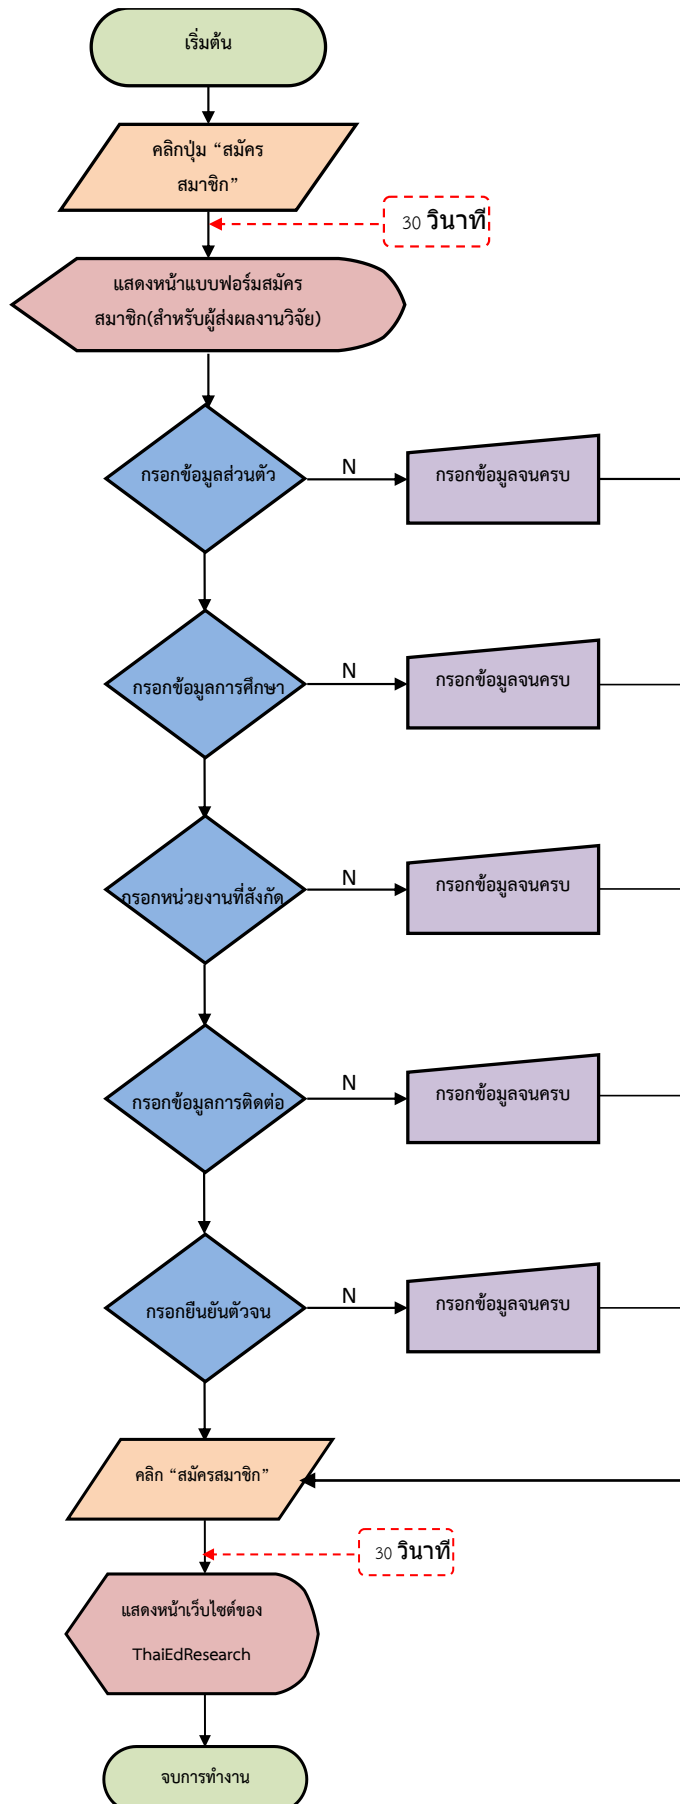 เริ่มต้น
คลิกปุ่ม “สมัคร
สมาชิก”
30 วินาที
แสดงหน้าแบบฟอร์มสมัคร
สมาชิก(สำหรับผู้ส่งผลงานวิจัย)
กรอกข้อมูลส่วนตัว
N
กรอกข้อมูลจนครบ
กรอกข้อมูลการศึกษา
N
กรอกข้อมูลจนครบ
กรอกหน่วยงานที่สังกัด
N
กรอกข้อมูลจนครบ
กรอกข้อมูลการติดต่อ
N
กรอกข้อมูลจนครบ
กรอกยืนยันตัวจน
N
กรอกข้อมูลจนครบ
คลิก “สมัครสมาชิก”
30 วินาที
แสดงหน้าเว็บไซต์ของ
ThaiEdResearch
จบการทำงาน